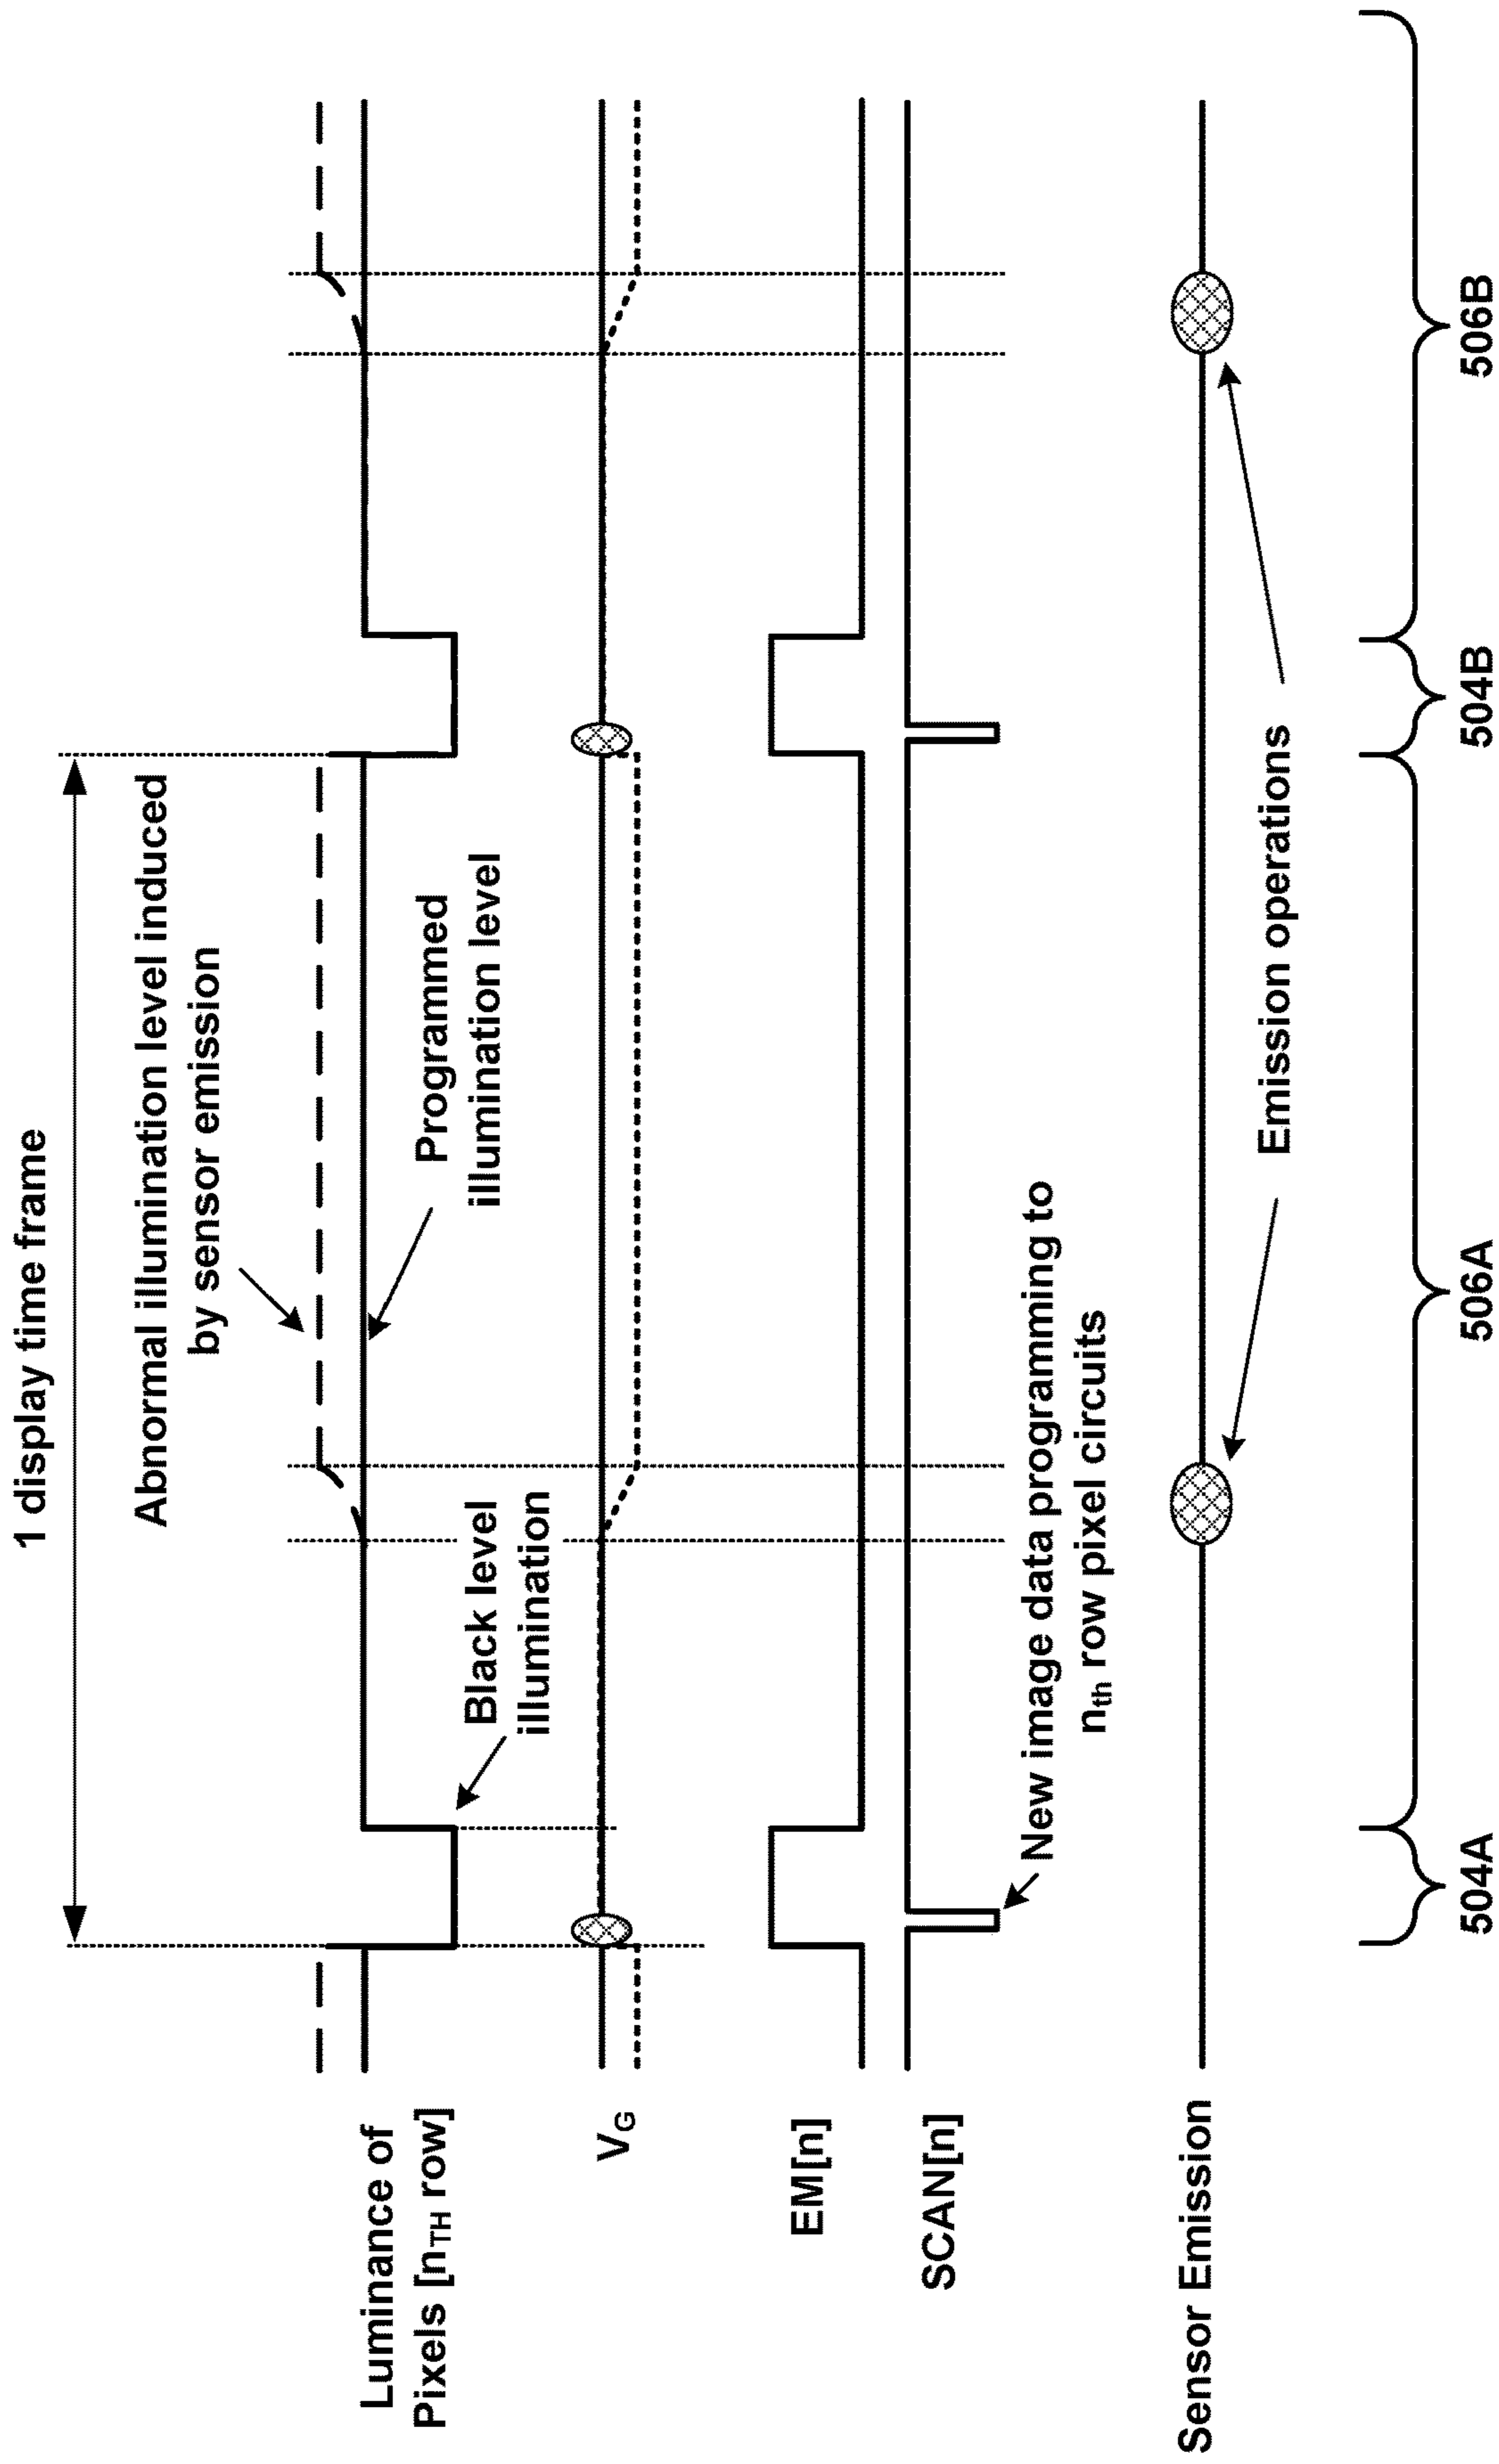 1 display time frame
Abnormal illumination level induced
by sensor emission
Programmed
illumination level
Black level
illumination
Luminance of
Pixels [nTH row]
VG
EM[n]
SCAN[n]
New image data programming to
nth row pixel circuits
Sensor Emission
Emission operations
504A
506A
504B
506B